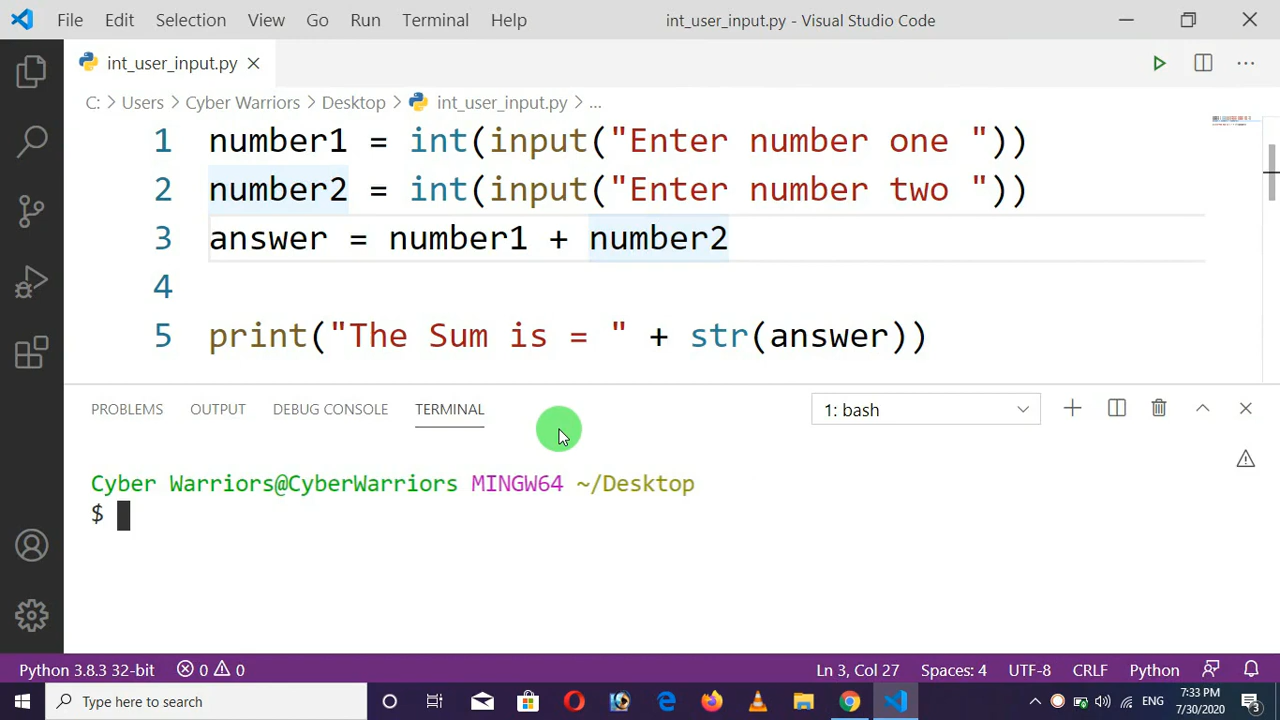 File Edit Selection View Go Run Terminal Help int_user_input.py - Visual Studio Code
int_user_input.py
C: > Users > Cyber Warriors > Desktop > int_user_input.py > ...
1 number1 = int(input("Enter number one "))
2 number2 = int(input("Enter number two "))
3 answer = number1 + number2
4
5 print("The Sum is = " + str(answer))
PROBLEMS OUTPUT DEBUG CONSOLE TERMINAL 1: bash
Cyber Warriors@CyberWarriors MINGW64 ~/Desktop
$
Python 3.8.3 32-bit 0 0 Ln 3, Col 27 Spaces: 4 UTF-8 CRLF Python
Type here to search ENG 7:33 PM
7/30/2020 3